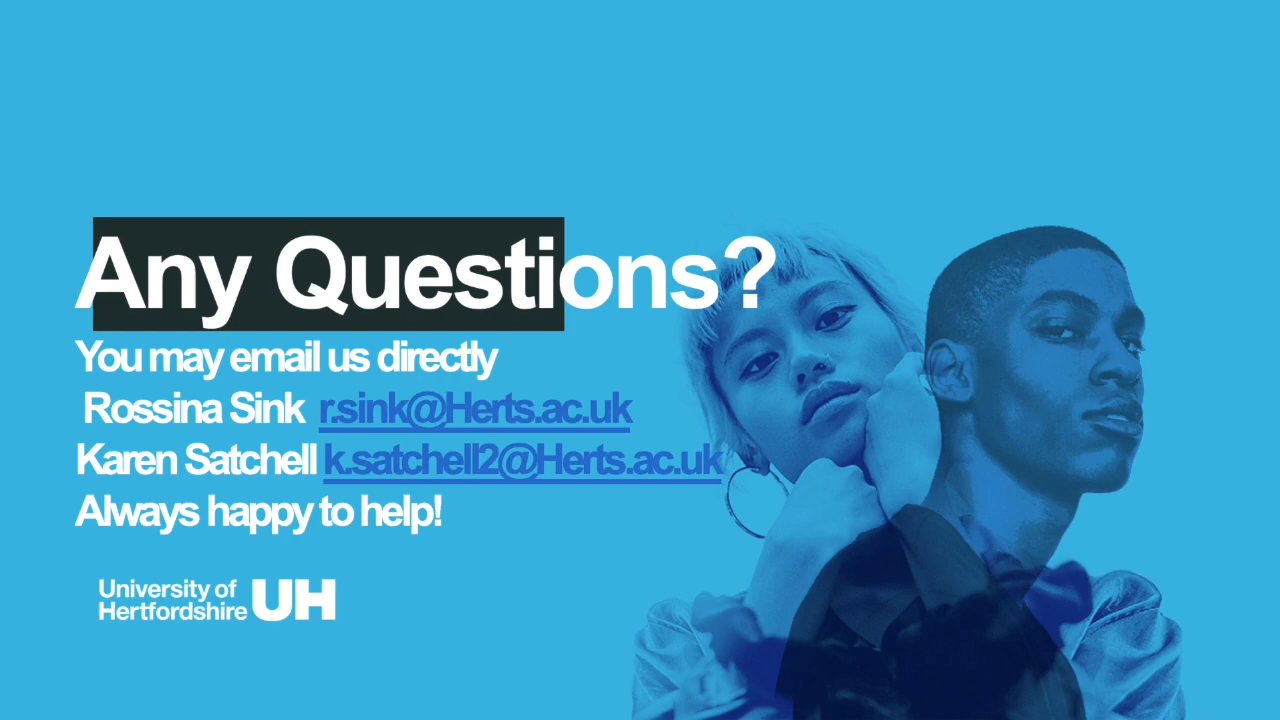 Any Questions?
You may email us directly
Rossina Sink r.sink@Herts.ac.uk
Karen Satchell k.satchell2@Herts.ac.uk
Always happy to help!
University of
Hertfordshire UH